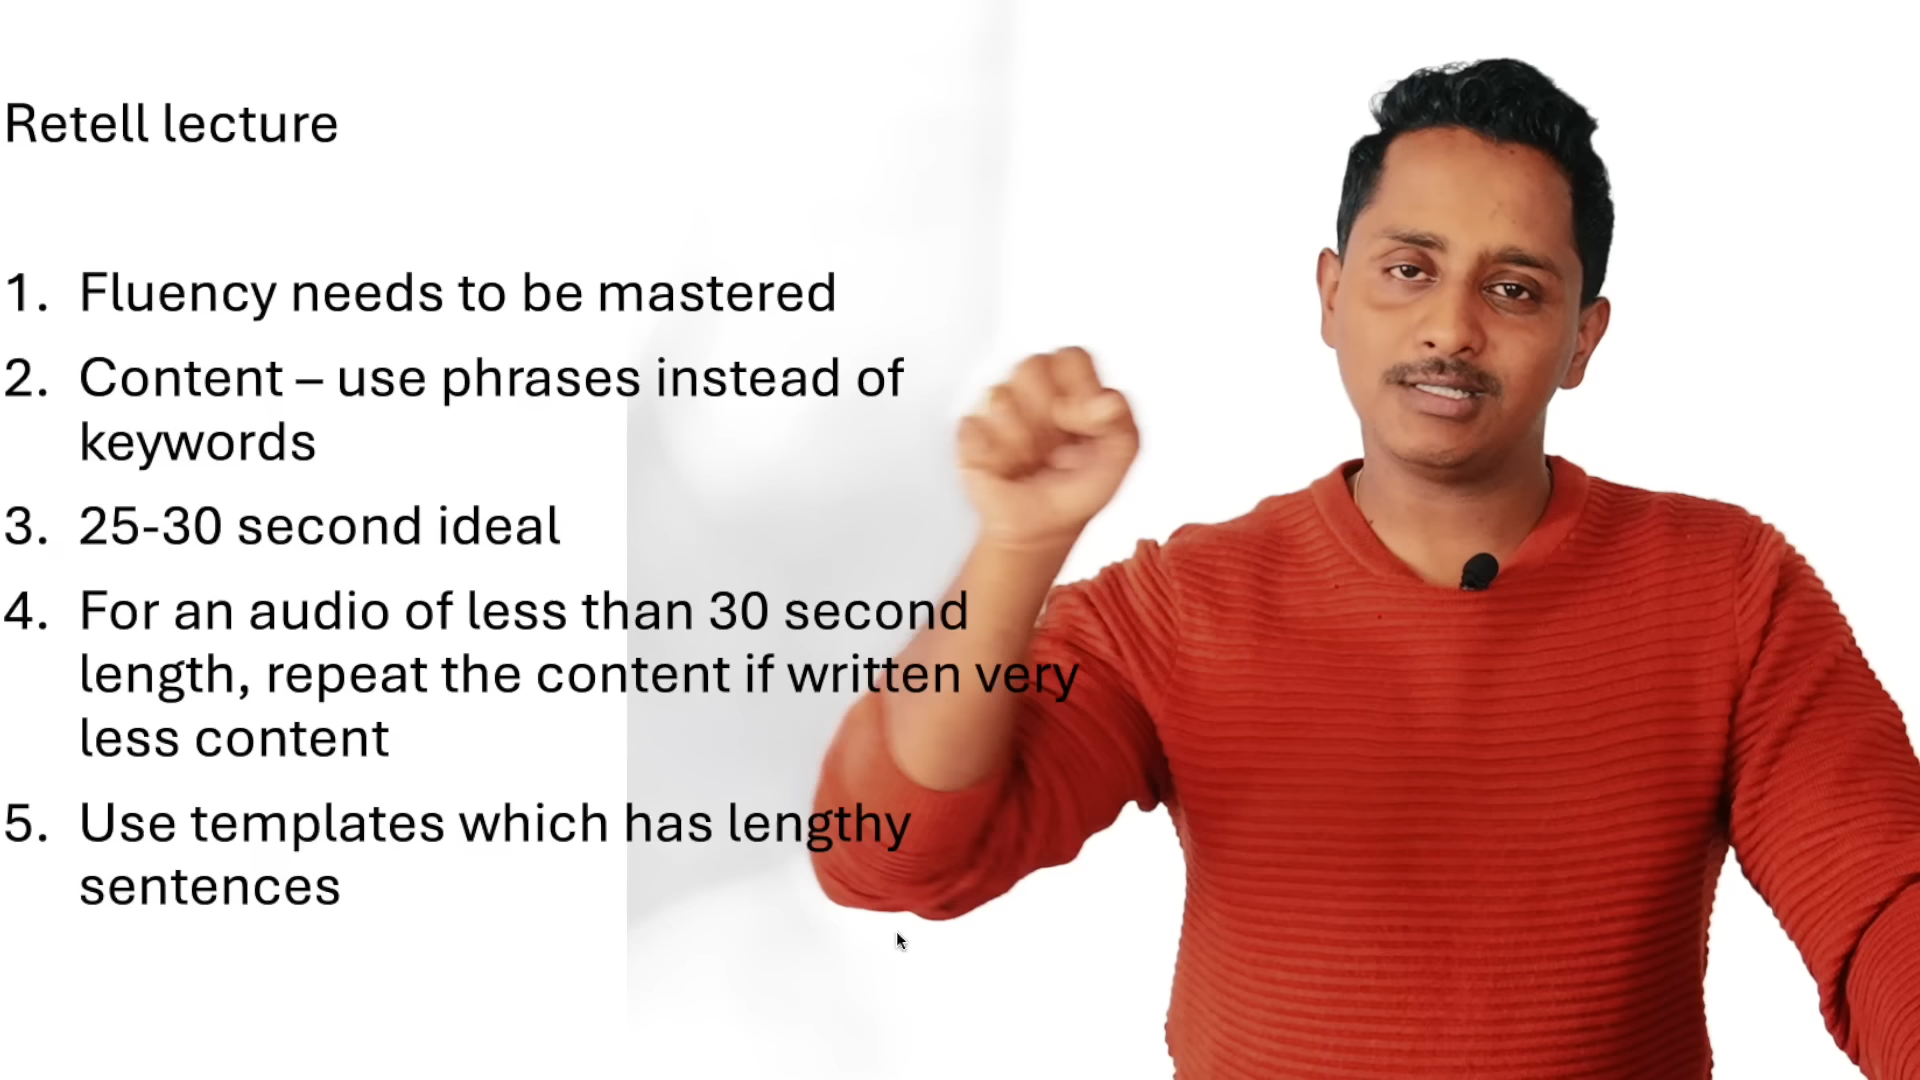 Retell lecture
1. Fluency needs to be mastered
2. Content – use phrases instead of
keywords
3. 25-30 second ideal
4. For an audio of less than 30 second
length, repeat the content if written very
less content
5. Use templates which has lengthy
sentences